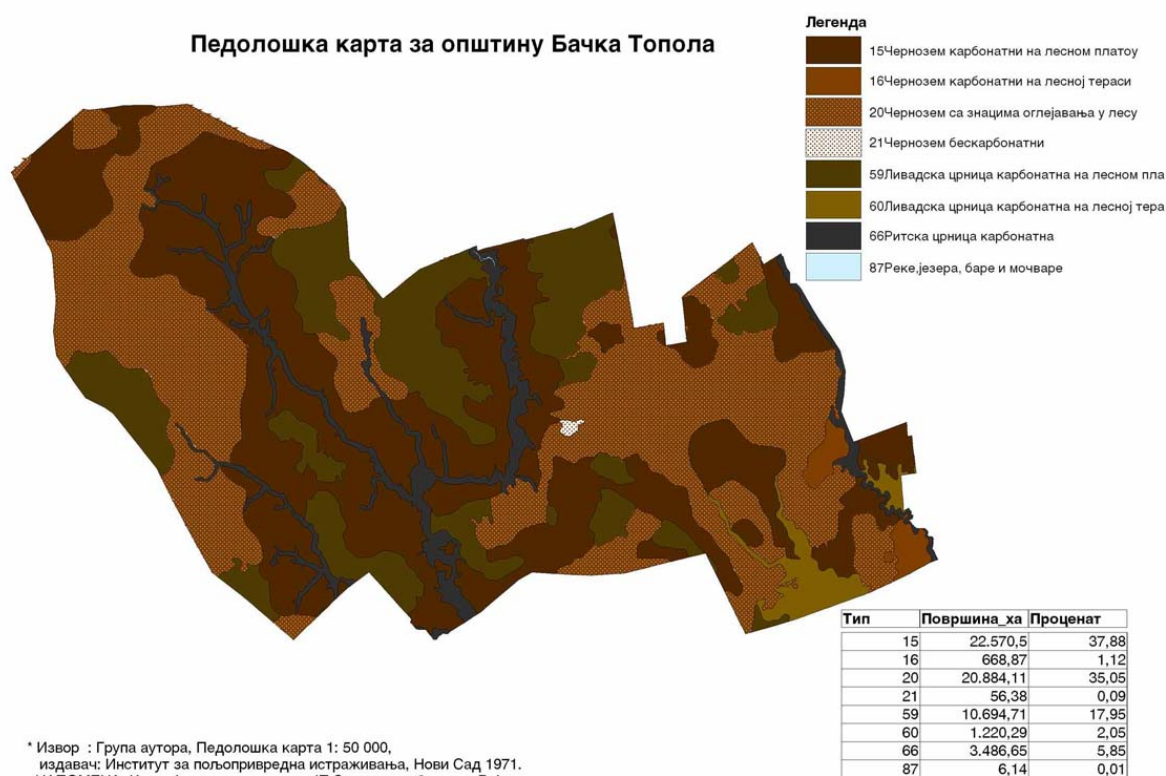 Педолошка карта за општину Бачка Топола
Легенда
15Чернозем карбонатни на лесном платоу
16Чернозем карбонатни на лесној тераси
20Чернозем са знацима оглејавања у лесу
21Чернозем бескарбонатни
59Ливадска црница карбонатна на лесном пла
60Ливадска црница карбонатна на лесној тера
66Ритска црница карбонатна
87Реке,језера, баре и мочваре
Тип Површина_ха Проценат
15 22.570,5 37,88
16 668,87 1,12
20 20.884,11 35,05
21 56,38 0,09
59 10.694,71 17,95
60 1.220,29 2,05
66 3.486,65 5,85
87 6,14 0,01
* Извор : Група аутора, Педолошка карта 1: 50 000,
издавач: Институт за пољопривредна истраживања, Нови Сад 1971.